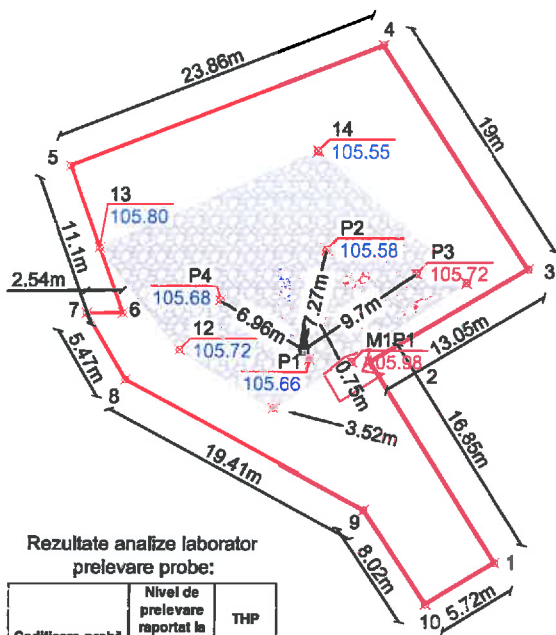 4
23.86m
19m
14
105.55
5
13
105.80
P2
105.58
P3
105.72
3
11.1m
2.54m
P4
105.68
7.27m
9.7m
7
6
6.96m
12
105.72
M1P1
105.98
13.05m
P1
105.66
0.75m
2
5.47m
8
3.52m
16.85m
19.41m
9
8.02m
1
10
5.72m
Rezultate analize laborator
prelevare probe:
Nivel de
prelevare
raportat la
THP